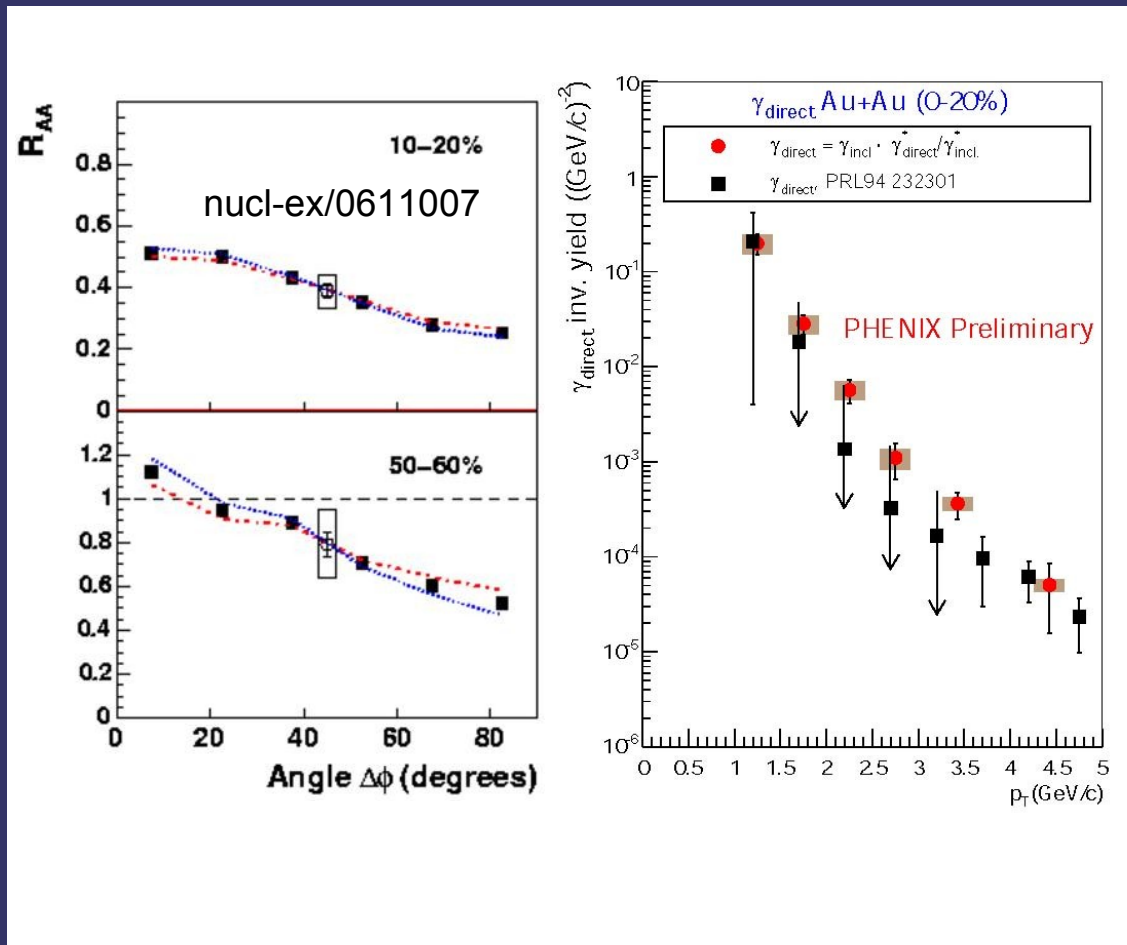 R_AA
0.8
0.6
0.4
0.2
0
10–20%
nucl-ex/0611007
1.2
1
0.8
0.6
0.4
0.2
0
50–60%
0 20 40 60 80
Angle Δϕ (degrees)
γ_direct inv. yield ((GeV/c)^-2)
10
1
10^-1
10^-2
10^-3
10^-4
10^-5
10^-6
γ_direct Au+Au (0-20%)
γ_direct = γ_incl · γ*_direct/γ*_incl.
γ_direct, PRL94 232301
PHENIX Preliminary
0 0.5 1 1.5 2 2.5 3 3.5 4 4.5 5
p_T (GeV/c)